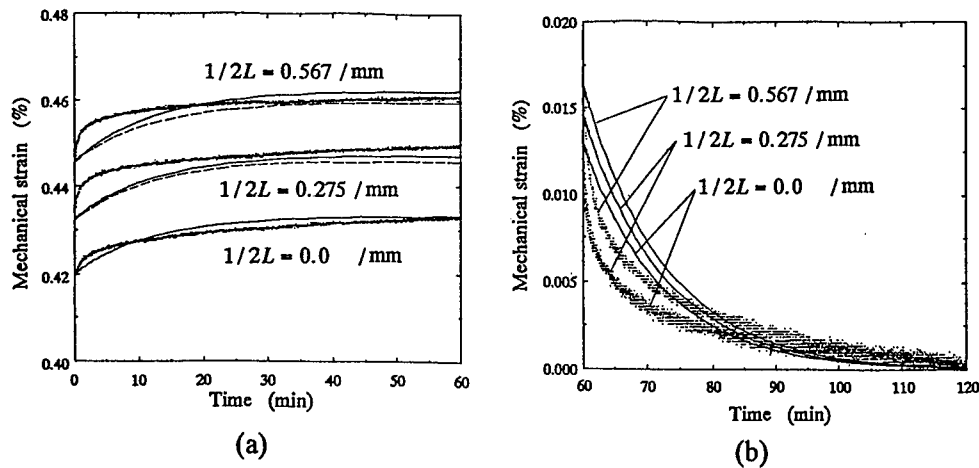 0.48
0.46
0.44
0.42
0.40
Mechanical strain (%)
1/2L = 0.567 /mm
1/2L = 0.275 /mm
1/2L = 0.0 /mm
0 10 20 30 40 50 60
Time (min)
(a)
0.020
0.015
0.010
0.005
0.000
Mechanical strain (%)
1/2L = 0.567 /mm
1/2L = 0.275 /mm
1/2L = 0.0 /mm
60 70 80 90 100 110 120
Time (min)
(b)